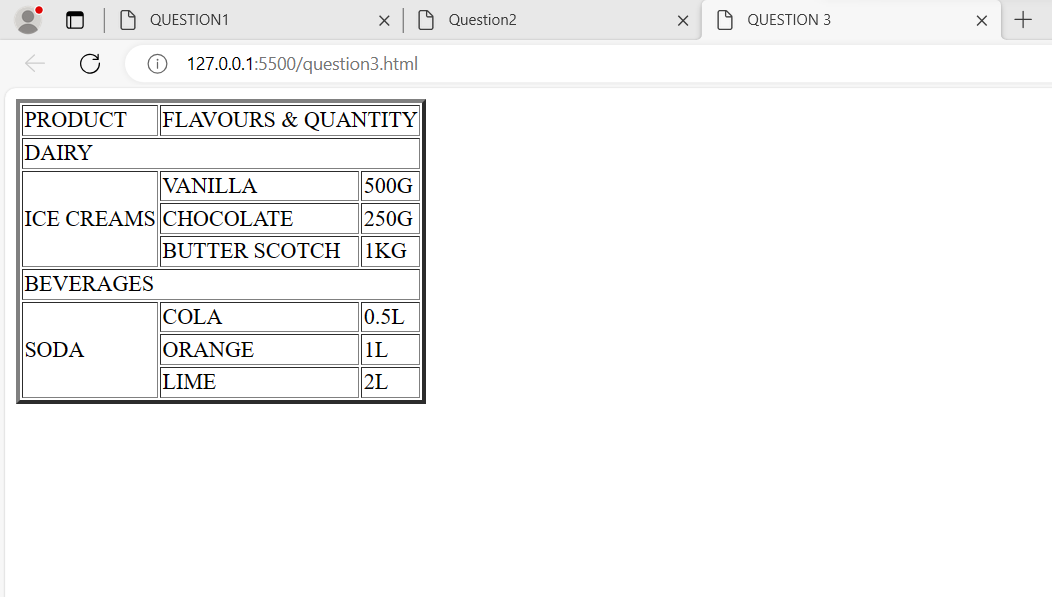 QUESTION1 Question2 QUESTION 3
127.0.0.1:5500/question3.html
PRODUCT FLAVOURS & QUANTITY
DAIRY
ICE CREAMS VANILLA 500G
CHOCOLATE 250G
BUTTER SCOTCH 1KG
BEVERAGES
SODA COLA 0.5L
ORANGE 1L
LIME 2L